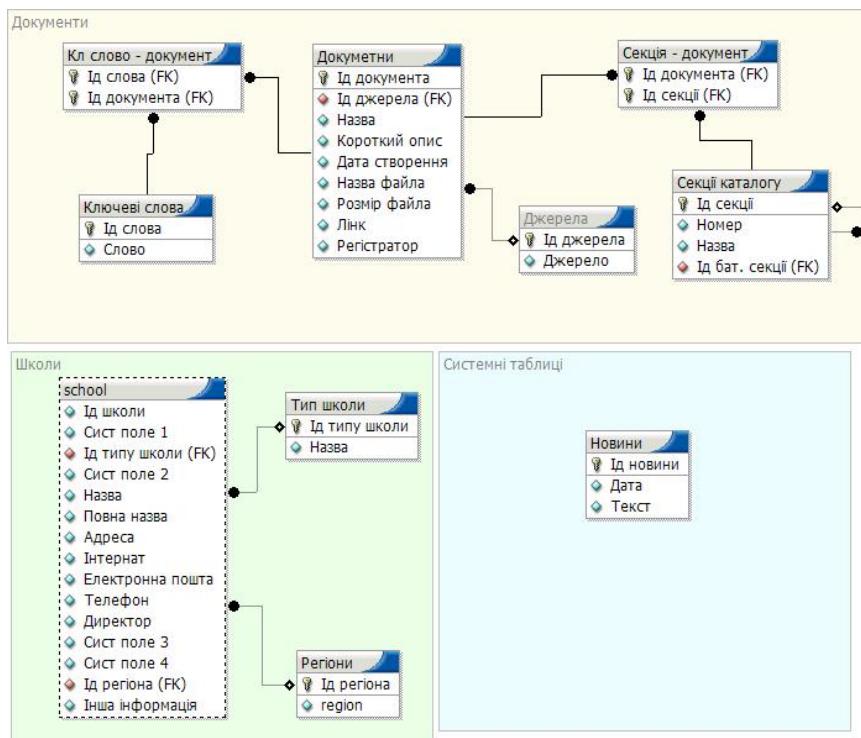 Документи
Кл слово - документ
Ід слова (FK)
Ід документа (FK)
Докуметни
Ід документа
Ід джерела (FK)
Назва
Короткий опис
Дата створення
Назва файла
Розмір файла
Лінк
Регістратор
Секція - документ
Ід документа (FK)
Ід секції (FK)
Ключеві слова
Ід слова
Слово
Джерела
Ід джерела
Джерело
Секції каталогу
Ід секції
Номер
Назва
Ід бат. секції (FK)
Школи
school
Ід школи
Сист поле 1
Ід типу школи (FK)
Сист поле 2
Назва
Повна назва
Адреса
Інтернат
Електронна пошта
Телефон
Директор
Сист поле 3
Сист поле 4
Ід региона (FK)
Інша інформація
Тип школи
Ід типу школи
Назва
Регіони
Ід региона
region
Системні таблиці
Новини
Ід новини
Дата
Текст